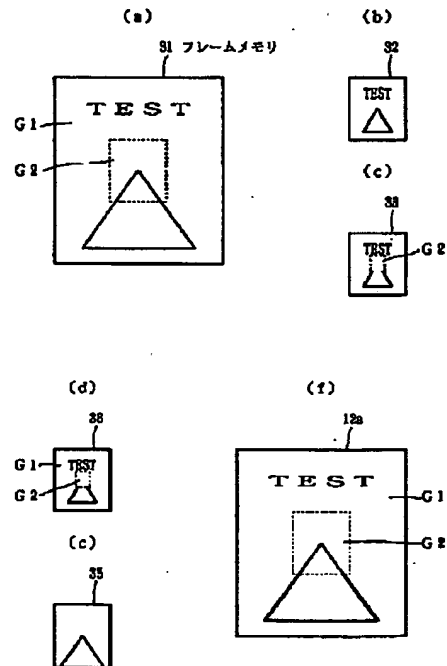 (a)
31 フレームメモリ
TEST
G1
G2
(b)
32
TEST
(c)
33
TEST
G2
(d)
36
G1
TEST
G2
(c)
35
(f)
12a
TEST
G1
G2